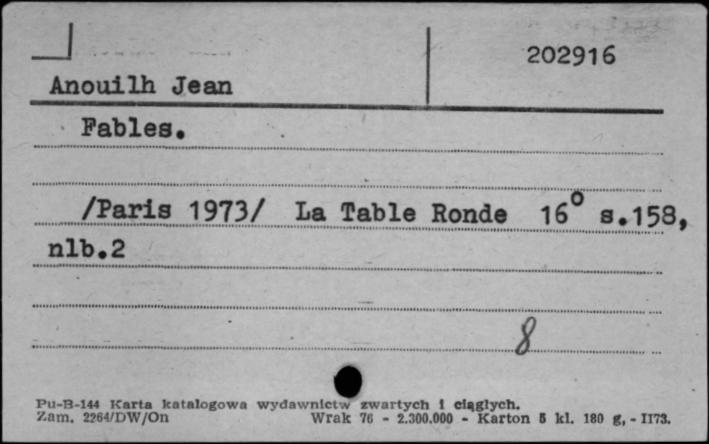 202916
Anouilh Jean
Fables.
/Paris 1973/ La Table Ronde 16° s.158,
nlb.2
8
Pu-B-144 Karta katalogowa wydawnictw zwartych i ciągłych.
Zam. 2264/DW/On Wrak 76 - 2.300.000 - Karton 5 kl. 180 g, - II73.